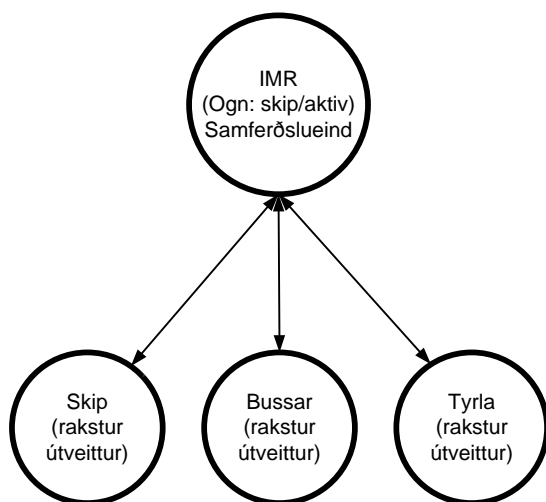 IMR
(Ogn: skip/aktiv)
Samferðslueind
Skip
(rakstur
útveittur)
Bussar
(rakstur
útveittur)
Tyrla
(rakstur
útveittur)